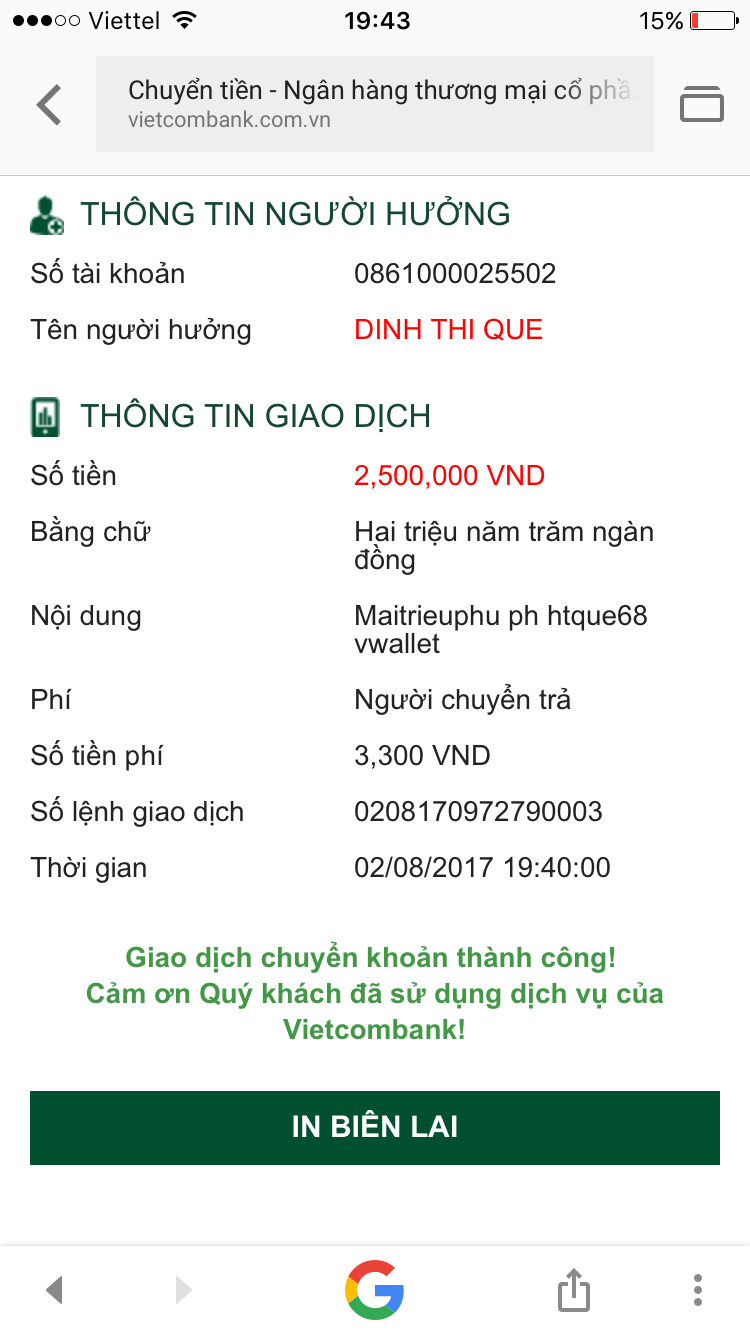 Viettel 19:43 15%
Chuyển tiền - Ngân hàng thương mại cổ phầ
vietcombank.com.vn
THÔNG TIN NGƯỜI HƯỞNG
Số tài khoản 0861000025502
Tên người hưởng DINH THI QUE
THÔNG TIN GIAO DỊCH
Số tiền 2,500,000 VND
Bằng chữ Hai triệu năm trăm ngàn
đồng
Nội dung Maitrieuphu ph htque68
vwallet
Phí Người chuyển trả
Số tiền phí 3,300 VND
Số lệnh giao dịch 0208170972790003
Thời gian 02/08/2017 19:40:00
Giao dịch chuyển khoản thành công!
Cảm ơn Quý khách đã sử dụng dịch vụ của
Vietcombank!
IN BIÊN LAI
G